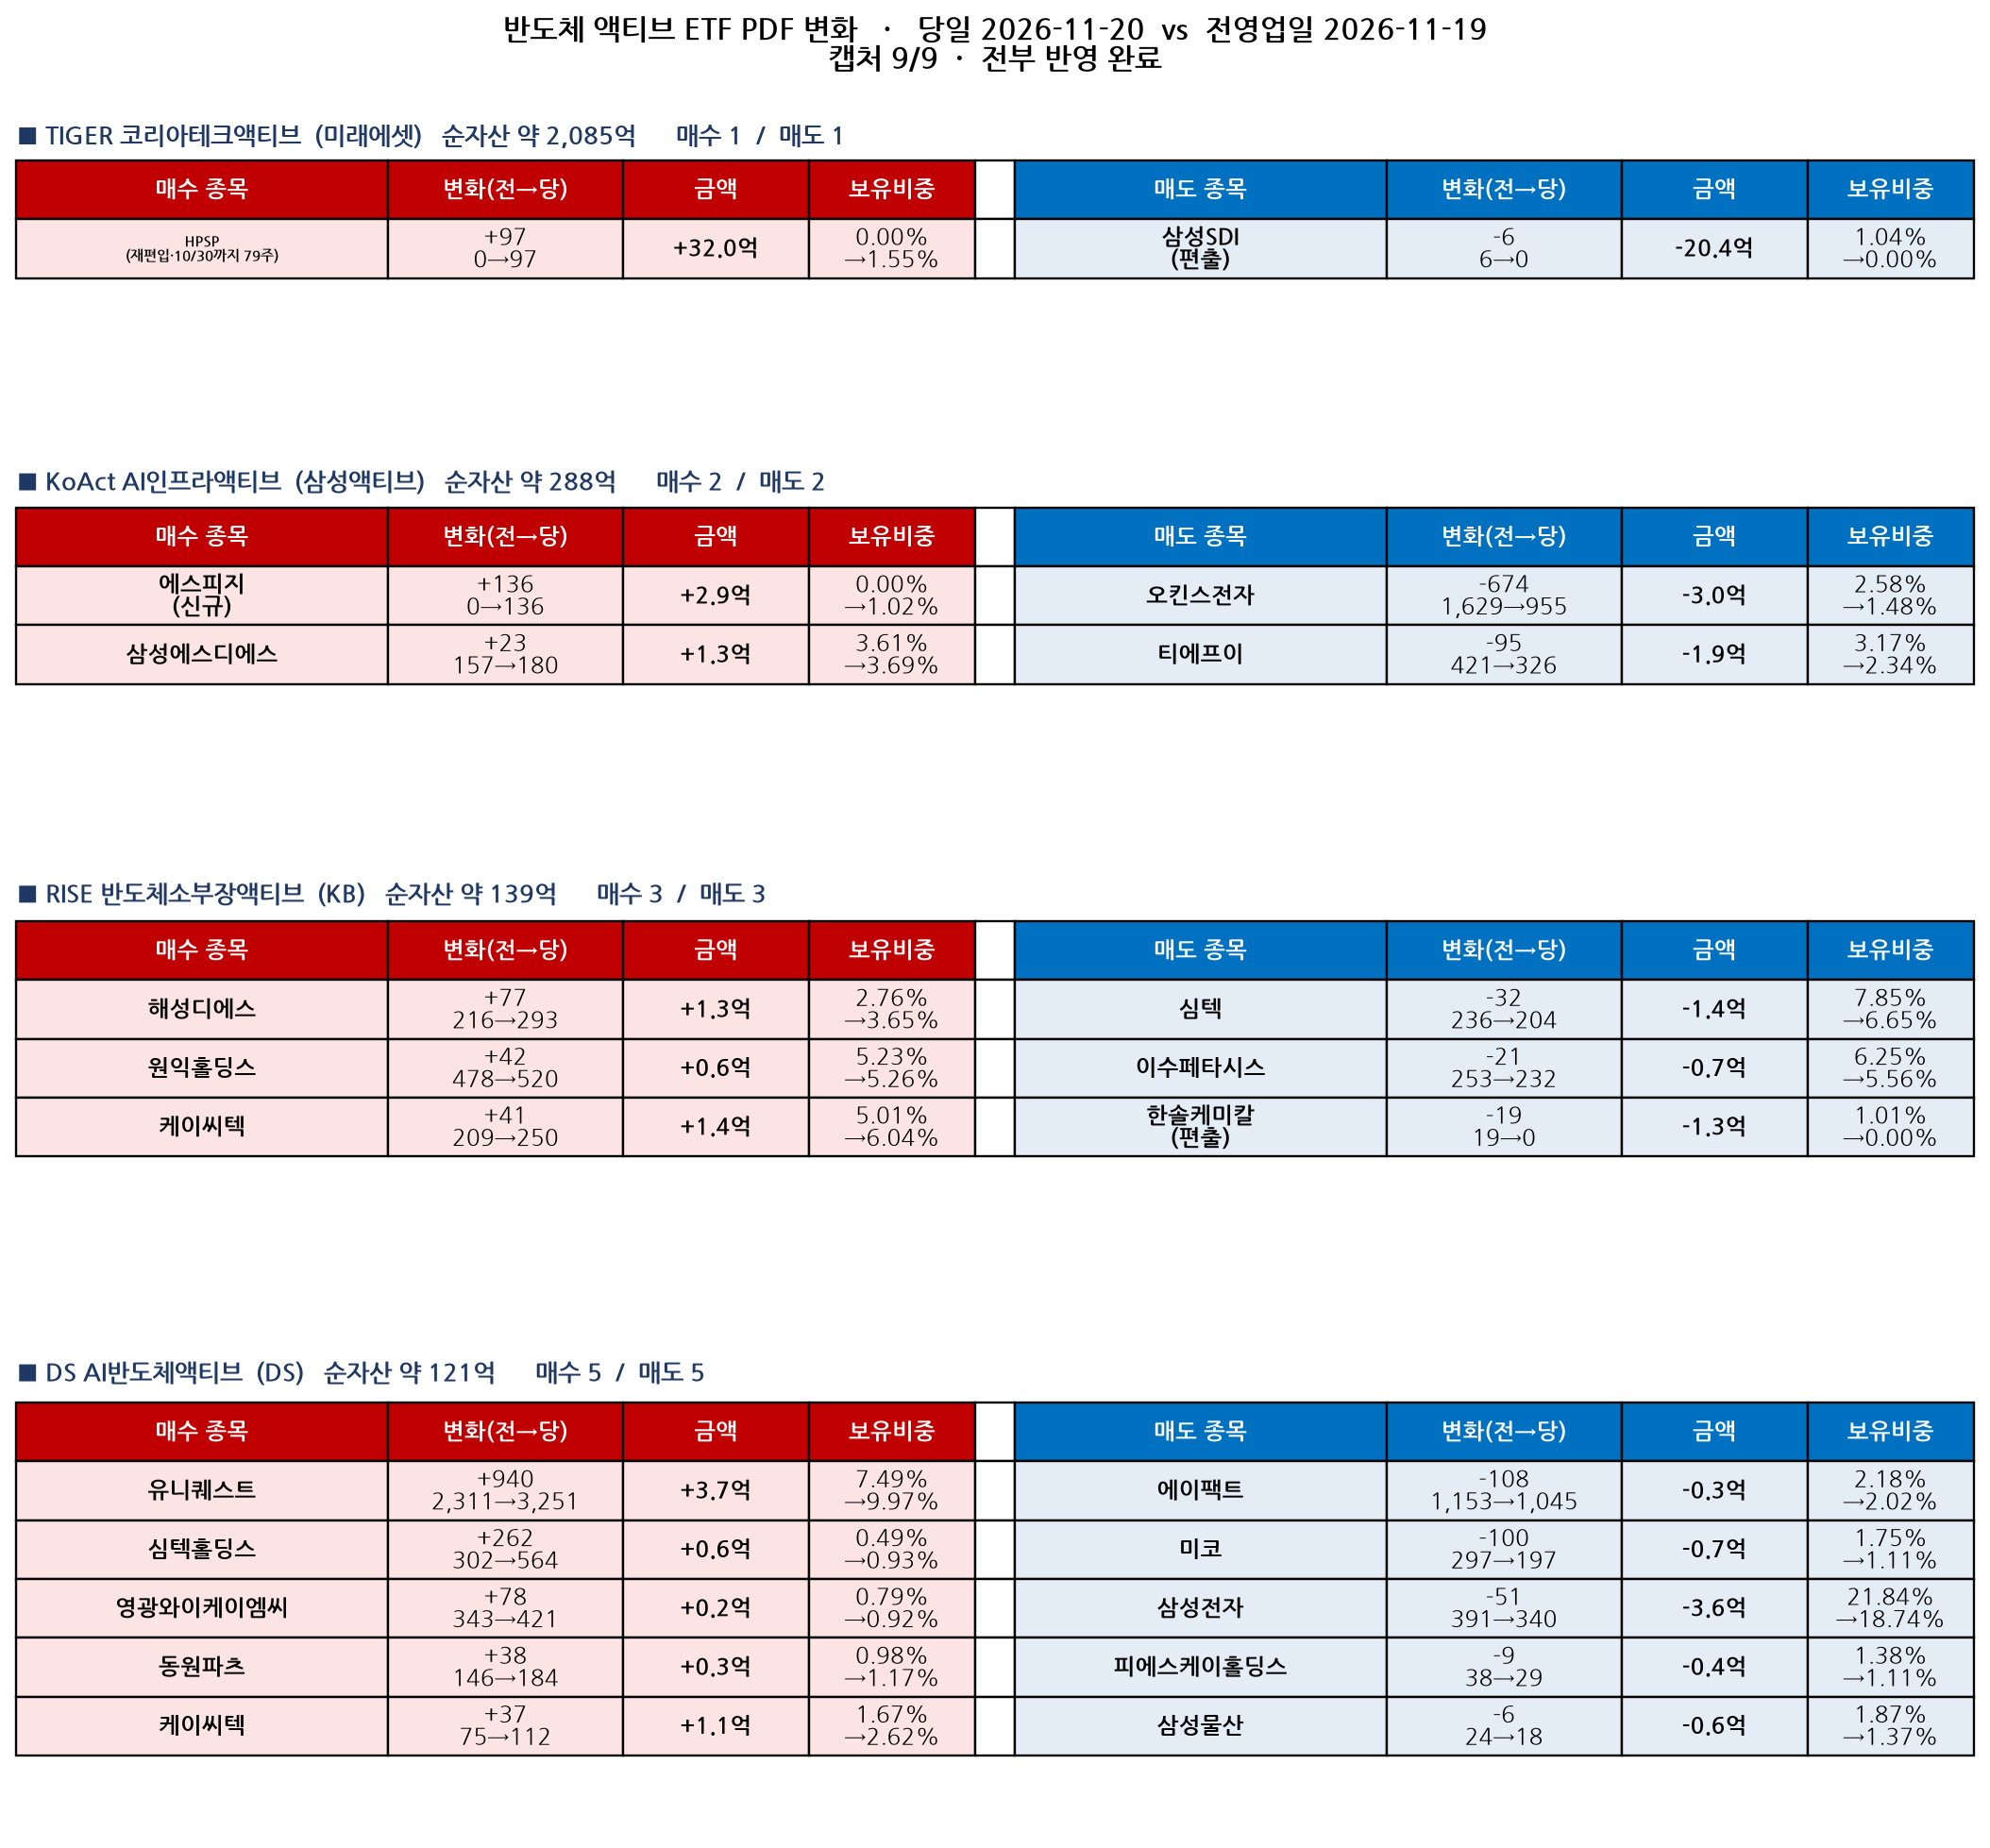 반도체 액티브 ETF PDF 변화 · 당일 2026-11-20 vs 전영업일 2026-11-19
캡처 9/9 · 전부 반영 완료
■ TIGER 코리아테크액티브 (미래에셋) 순자산 약 2,085억 매수 1 / 매도 1
매수 종목 변화(전→당) 금액 보유비중 매도 종목 변화(전→당) 금액 보유비중
HPSP +97 +32.0억 0.00% 삼성SDI -6 -20.4억 1.04%
(재편입·10/30까지 79주) 0→97 →1.55% (편출) 6→0 →0.00%
■ KoAct AI인프라액티브 (삼성액티브) 순자산 약 288억 매수 2 / 매도 2
매수 종목 변화(전→당) 금액 보유비중 매도 종목 변화(전→당) 금액 보유비중
에스피지 +136 +2.9억 0.00% 오킨스전자 -674 -3.0억 2.58%
(신규) 0→136 →1.02% 1,629→955 →1.48%
삼성에스디에스 +23 +1.3억 3.61% 티에프이 -95 -1.9억 3.17%
157→180 →3.69% 421→326 →2.34%
■ RISE 반도체소부장액티브 (KB) 순자산 약 139억 매수 3 / 매도 3
매수 종목 변화(전→당) 금액 보유비중 매도 종목 변화(전→당) 금액 보유비중
해성디에스 +77 +1.3억 2.76% 심텍 -32 -1.4억 7.85%
216→293 →3.65% 236→204 →6.65%
원익홀딩스 +42 +0.6억 5.23% 이수페타시스 -21 -0.7억 6.25%
478→520 →5.26% 253→232 →5.56%
케이씨텍 +41 +1.4억 5.01% 한솔케미칼 -19 -1.3억 1.01%
209→250 →6.04% (편출) 19→0 →0.00%
■ DS AI반도체액티브 (DS) 순자산 약 121억 매수 5 / 매도 5
매수 종목 변화(전→당) 금액 보유비중 매도 종목 변화(전→당) 금액 보유비중
유니퀘스트 +940 +3.7억 7.49% 에이팩트 -108 -0.3억 2.18%
2,311→3,251 →9.97% 1,153→1,045 →2.02%
심텍홀딩스 +262 +0.6억 0.49% 미코 -100 -0.7억 1.75%
302→564 →0.93% 297→197 →1.11%
영광와이케이엠씨 +78 +0.2억 0.79% 삼성전자 -51 -3.6억 21.84%
343→421 →0.92% 391→340 →18.74%
동원파츠 +38 +0.3억 0.98% 피에스케이홀딩스 -9 -0.4억 1.38%
146→184 →1.17% 38→29 →1.11%
케이씨텍 +37 +1.1억 1.67% 삼성물산 -6 -0.6억 1.87%
75→112 →2.62% 24→18 →1.37%